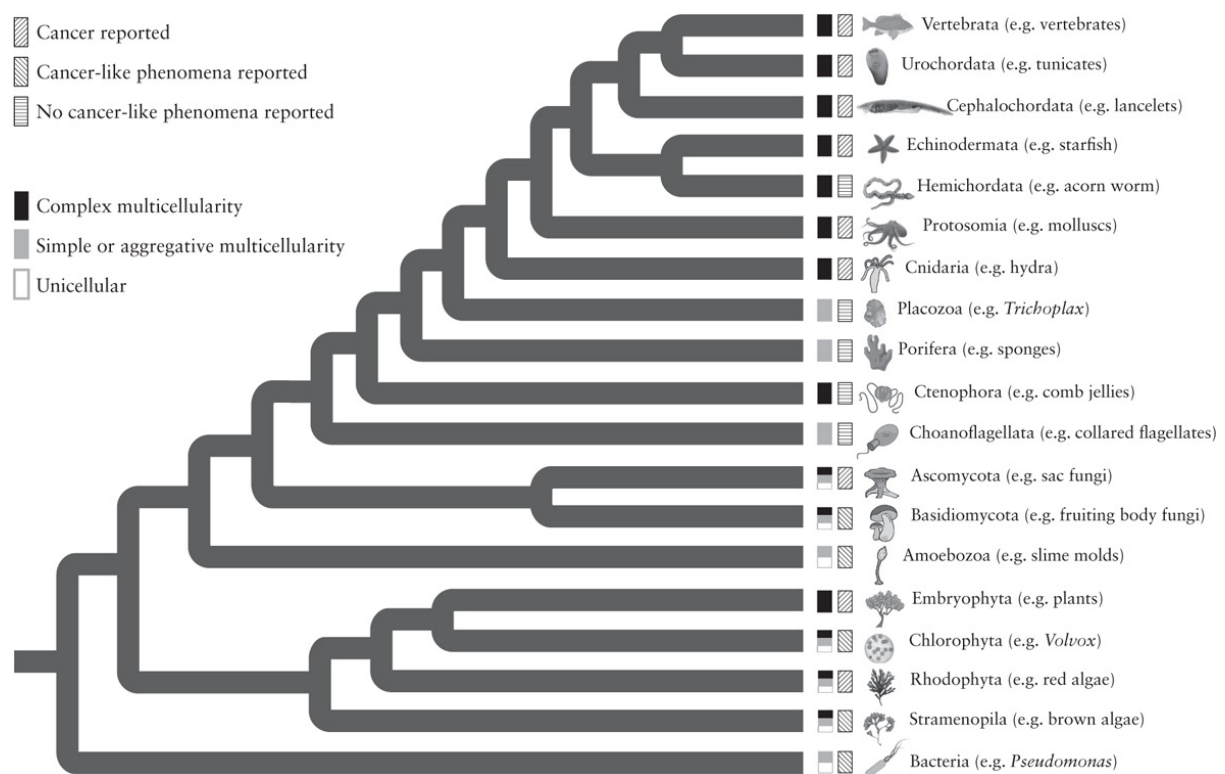 Cancer reported
Cancer-like phenomena reported
No cancer-like phenomena reported
Complex multicellularity
Simple or aggregative multicellularity
Unicellular
Vertebrata (e.g. vertebrates)
Urochordata (e.g. tunicates)
Cephalochordata (e.g. lancelets)
Echinodermata (e.g. starfish)
Hemichordata (e.g. acorn worm)
Protosomia (e.g. molluscs)
Cnidaria (e.g. hydra)
Placozoa (e.g. Trichoplax)
Porifera (e.g. sponges)
Ctenophora (e.g. comb jellies)
Choanoflagellata (e.g. collared flagellates)
Ascomycota (e.g. sac fungi)
Basidiomycota (e.g. fruiting body fungi)
Amoebozoa (e.g. slime molds)
Embryophyta (e.g. plants)
Chlorophyta (e.g. Volvox)
Rhodophyta (e.g. red algae)
Stramenopila (e.g. brown algae)
Bacteria (e.g. Pseudomonas)